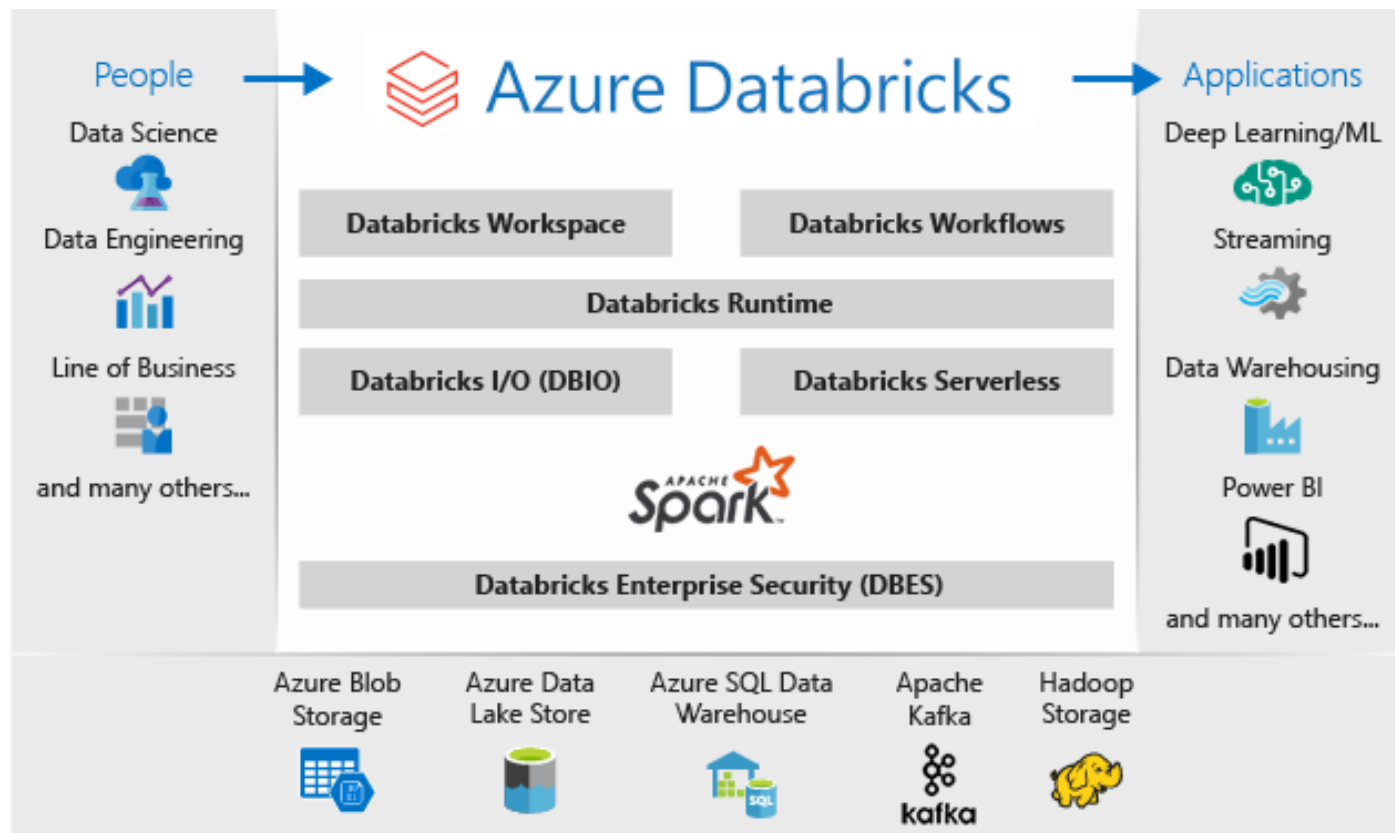 People
Azure Databricks
Applications
Data Science
Data Engineering
Line of Business
and many others...
Databricks Workspace
Databricks Workflows
Databricks Runtime
Databricks I/O (DBIO)
Databricks Serverless
APACHE
Spark™
Databricks Enterprise Security (DBES)
Deep Learning/ML
Streaming
Data Warehousing
Power BI
and many others...
Azure Blob
Storage
Azure Data
Lake Store
Azure SQL Data
Warehouse
SQL
Apache
Kafka
kafka
Hadoop
Storage